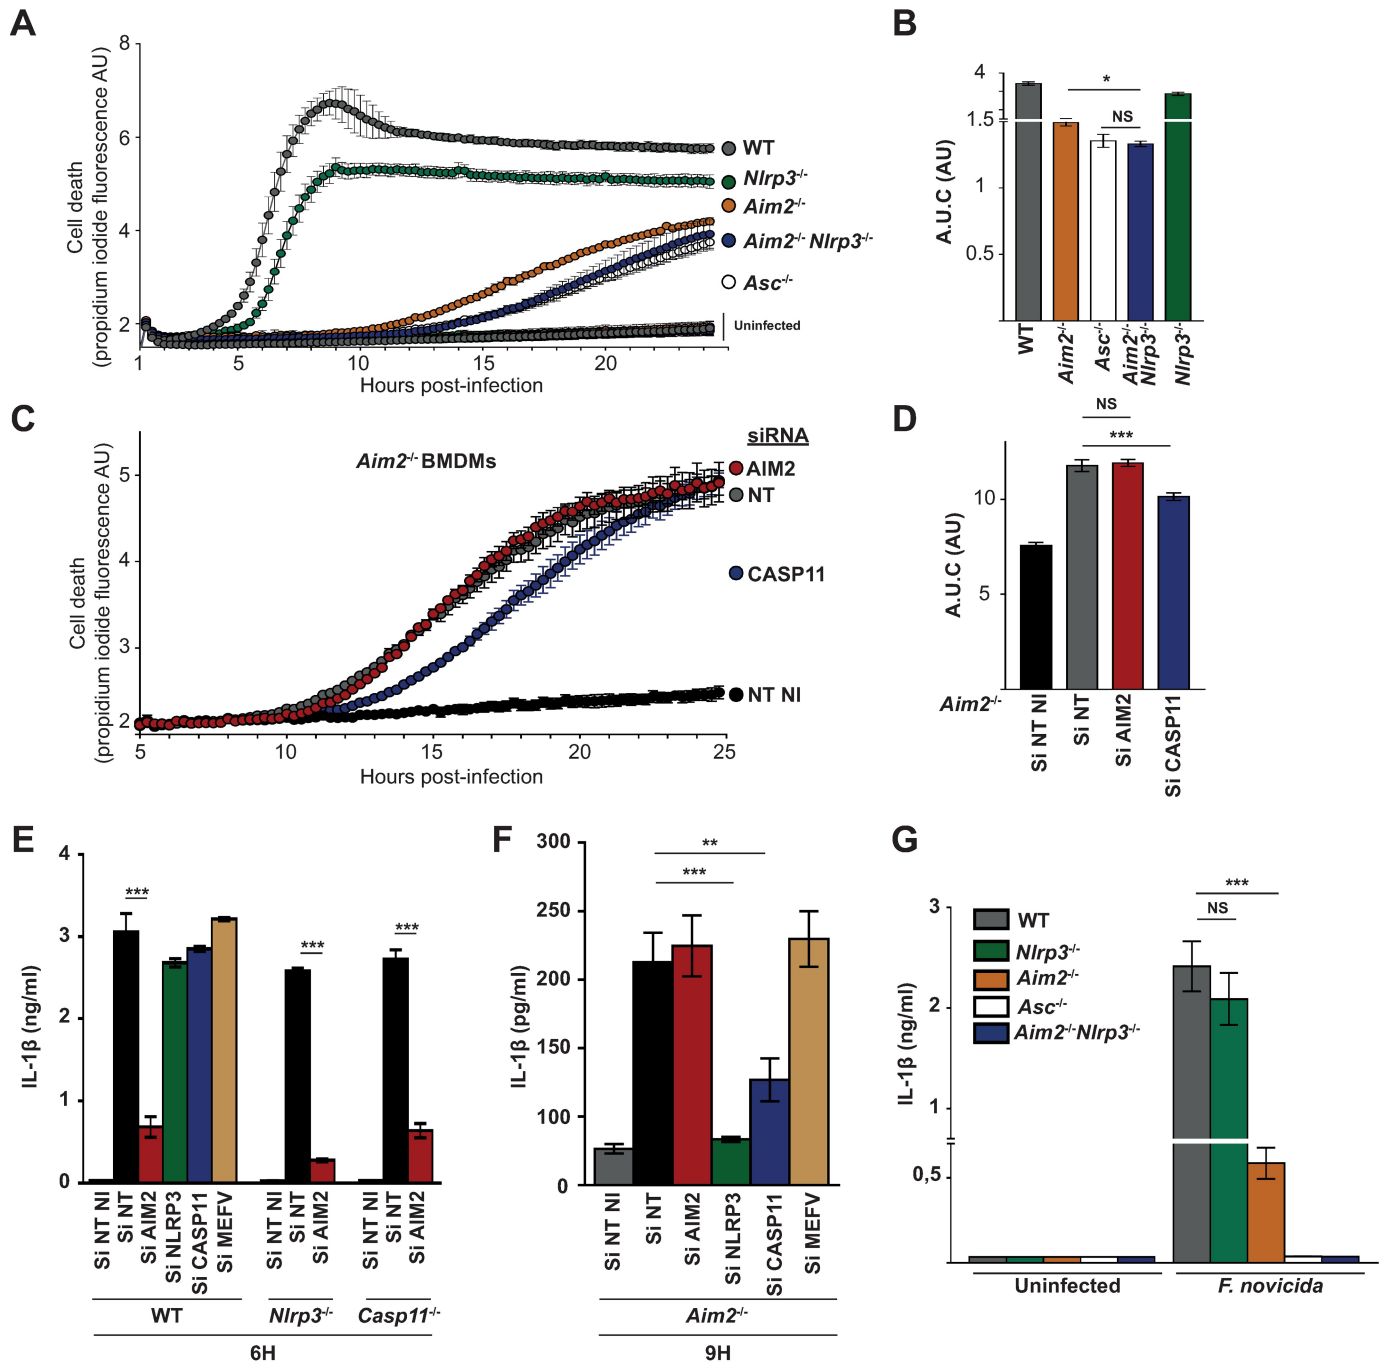 A
Cell death
(propidium iodide fluorescence AU)
8
6
4
2
1
5
10
15
20
Hours post-infection
WT
Nlrp3-/-
Aim2-/-
Aim2-/- Nlrp3-/-
Asc-/-
Uninfected
B
A.U.C (AU)
4
1.5
1.5
1
0.5
*
NS
WT
Aim2-/-
Asc-/-
Aim2-/-
Nlrp3-/-
Nlrp3-/-
C
Cell death
(propidium iodide fluorescence AU)
Aim2-/- BMDMs
5
4
3
2
5
10
15
20
25
Hours post-infection
siRNA
AIM2
NT
CASP11
NT NI
D
A.U.C (AU)
10
5
NS
***
Aim2-/-
Si NT NI
Si NT
Si AIM2
Si CASP11
E
IL-1β (ng/ml)
4
3
2
1
0
***
***
***
Si NT NI
Si NT
Si AIM2
Si NLRP3
Si CASP11
Si MEFV
Si NT NI
Si NT
Si AIM2
Si NT NI
Si NT
Si AIM2
WT
Nlrp3-/-
Casp11-/-
6H
F
IL-1β (pg/ml)
300
250
200
150
100
0
**
***
Si NT NI
Si NT
Si AIM2
Si NLRP3
Si CASP11
Si MEFV
Aim2-/-
9H
G
IL-1β (ng/ml)
3
2
1
0,5
WT
Nlrp3-/-
Aim2-/-
Asc-/-
Aim2-/-Nlrp3-/-
***
NS
Uninfected
F. novicida